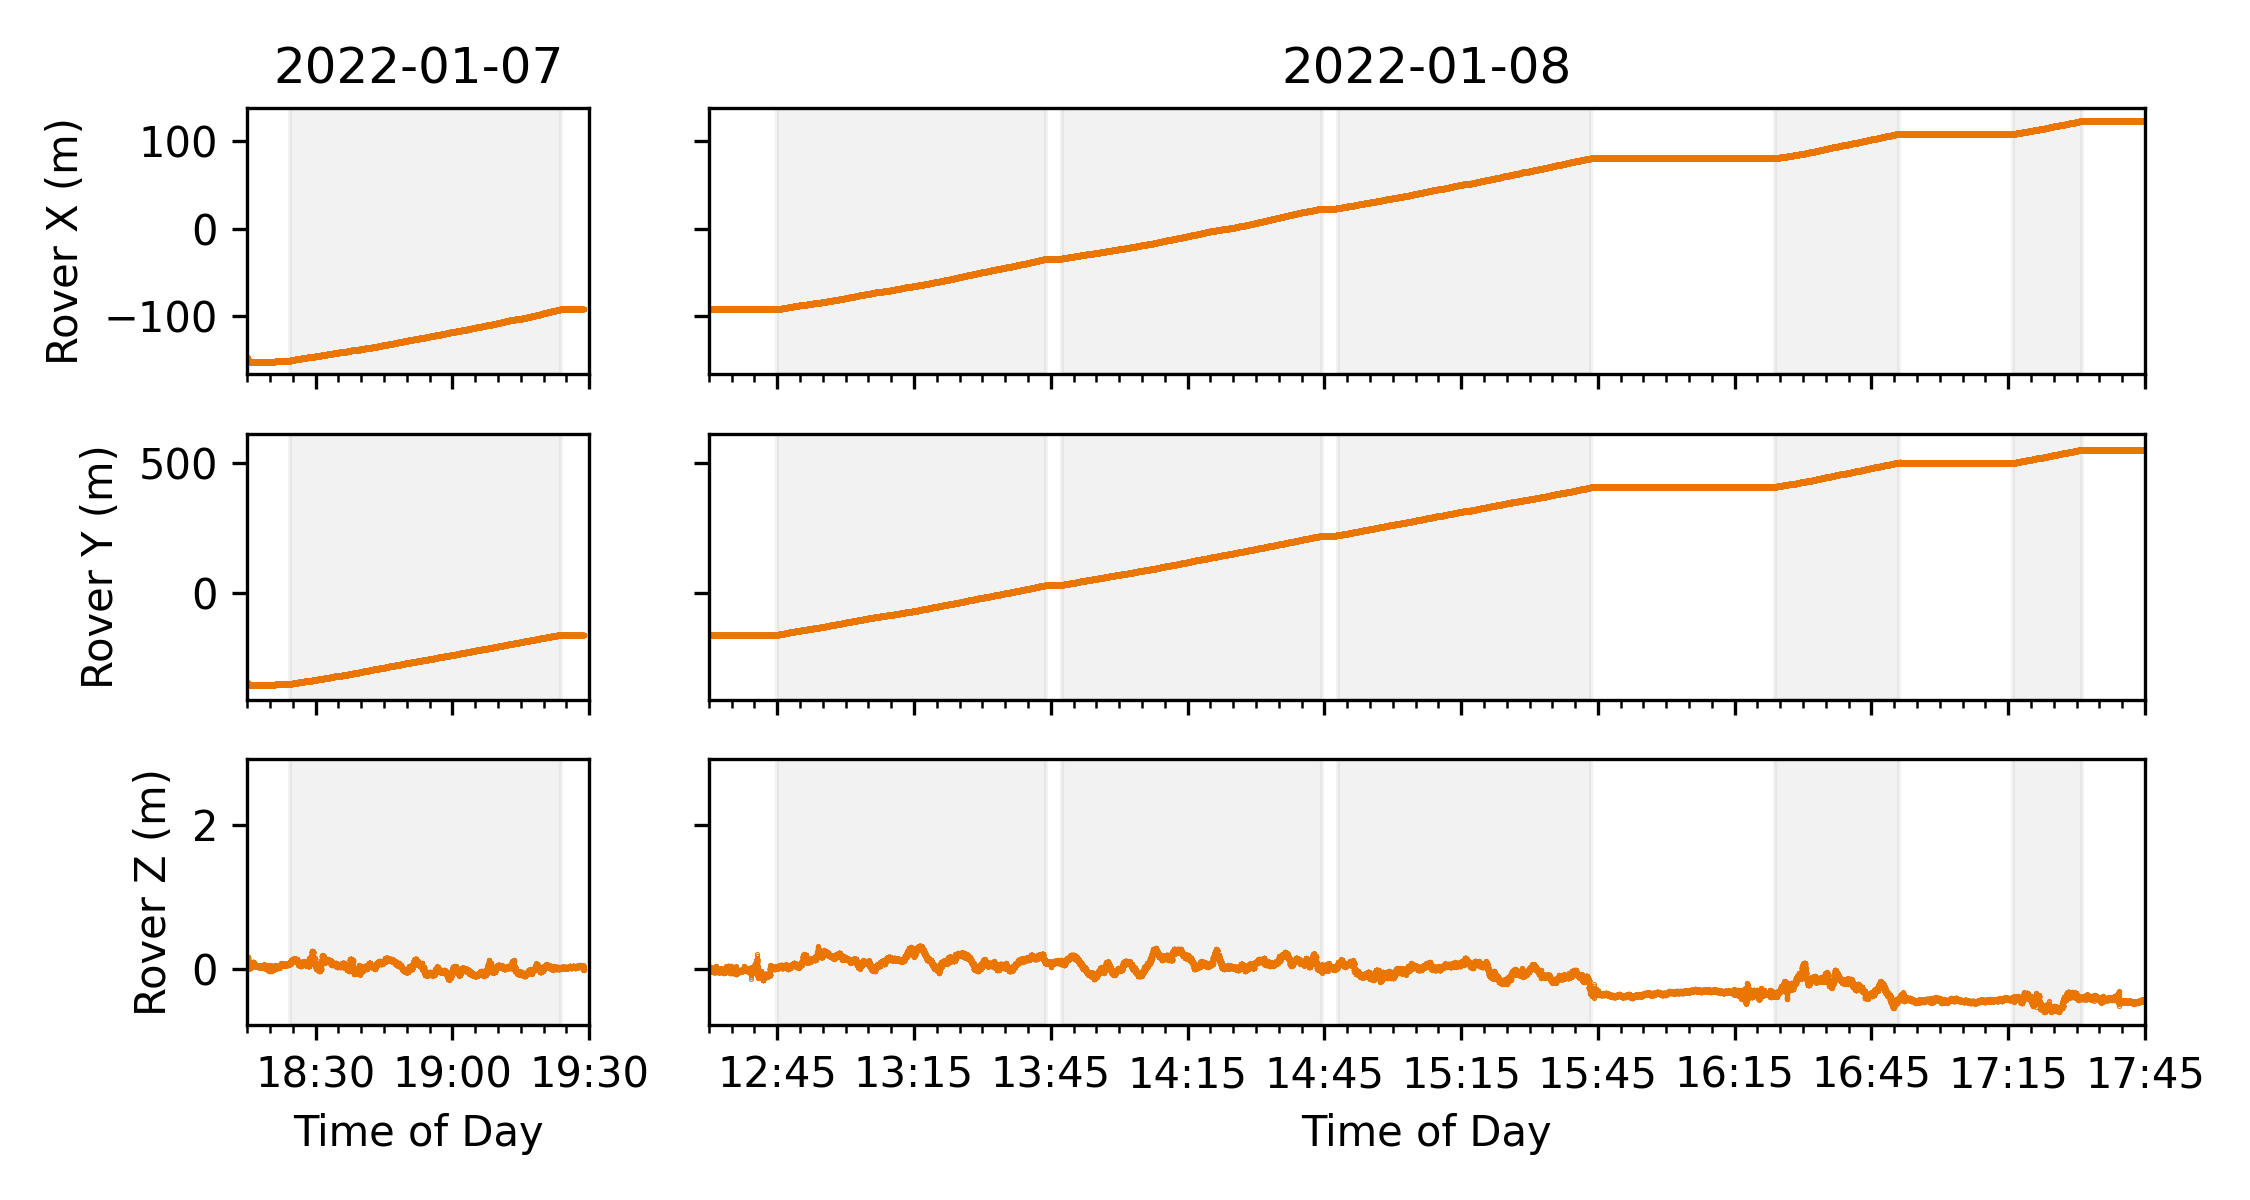 2022-01-07 2022-01-08
Rover X (m)
100
0
−100
Rover Y (m)
500
0
Rover Z (m)
2
0
18:30 19:00 19:30 12:45 13:15 13:45 14:15 14:45 15:15 15:45 16:15 16:45 17:15 17:45
Time of Day Time of Day